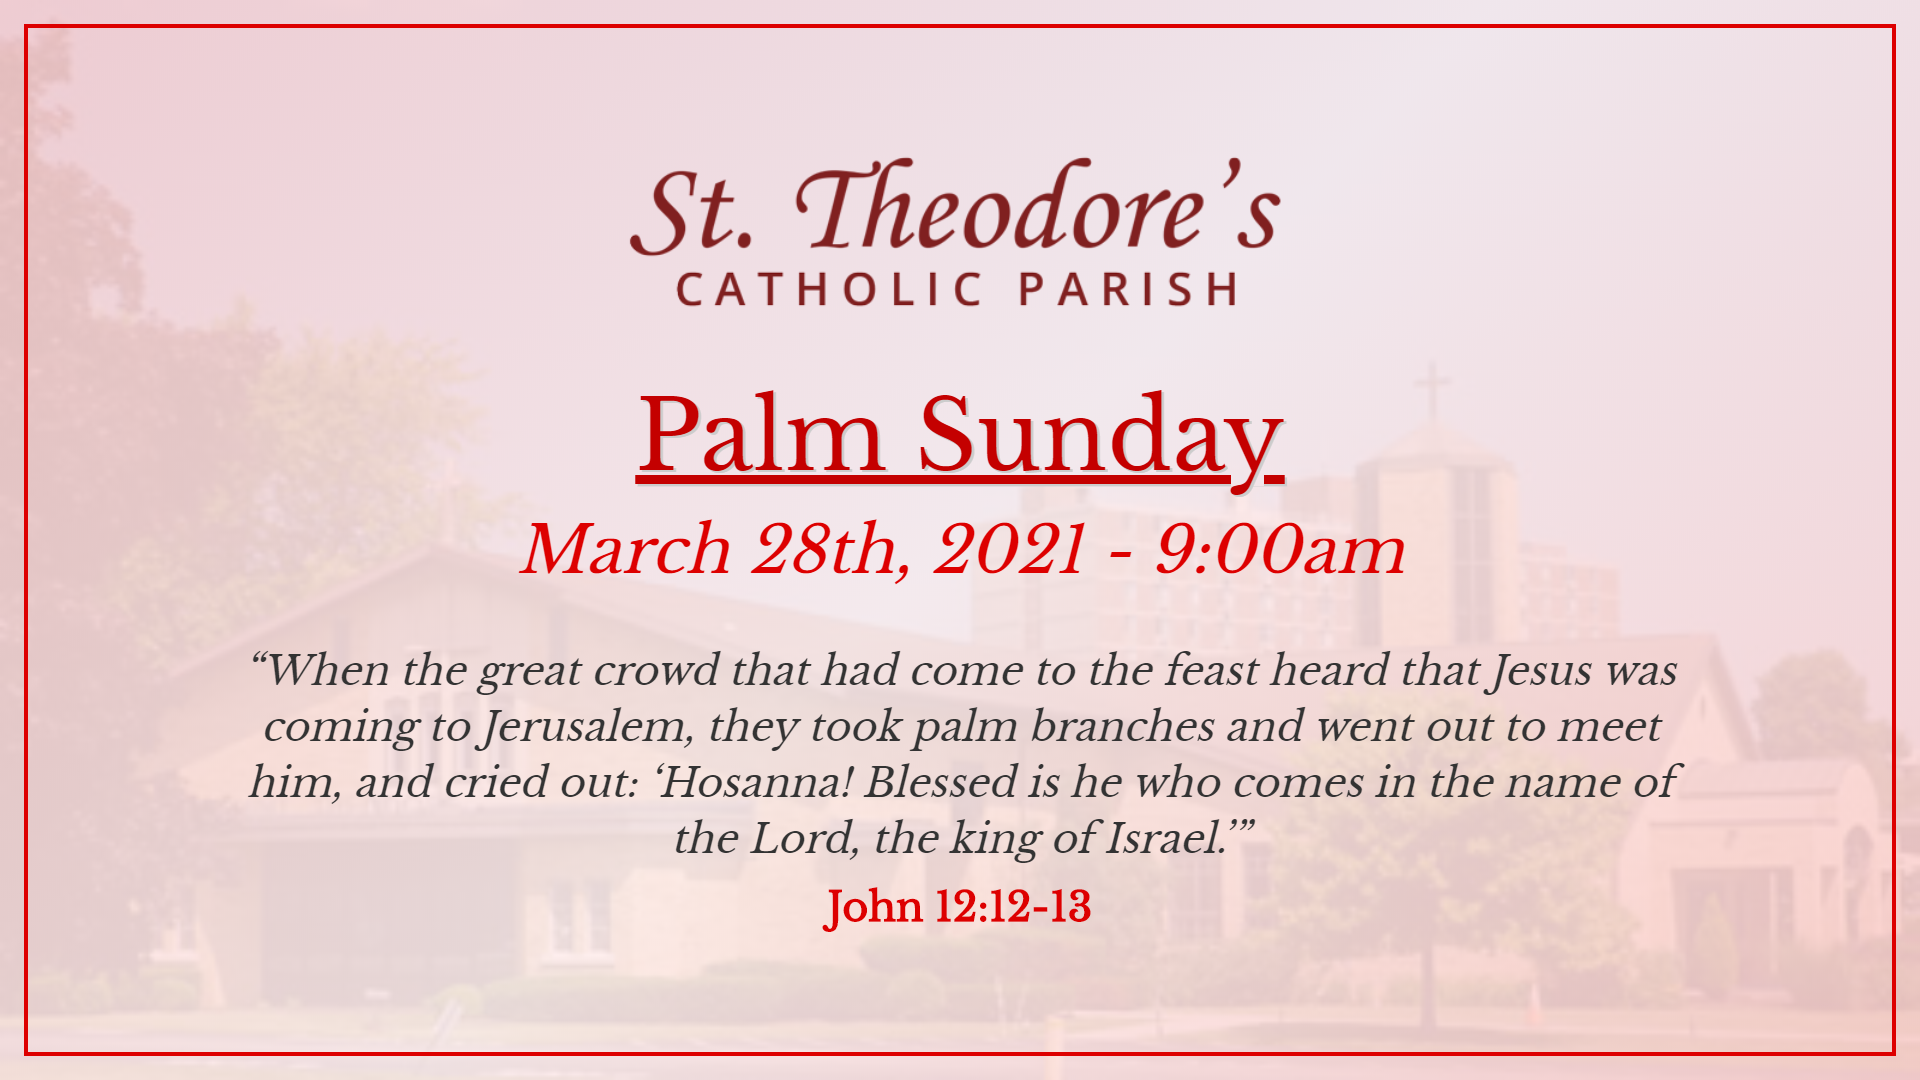 St. Theodore’s
CATHOLIC PARISH
Palm Sunday
March 28th, 2021 - 9:00am
“When the great crowd that had come to the feast heard that Jesus was
coming to Jerusalem, they took palm branches and went out to meet
him, and cried out: ‘Hosanna! Blessed is he who comes in the name of
the Lord, the king of Israel.’”
John 12:12-13